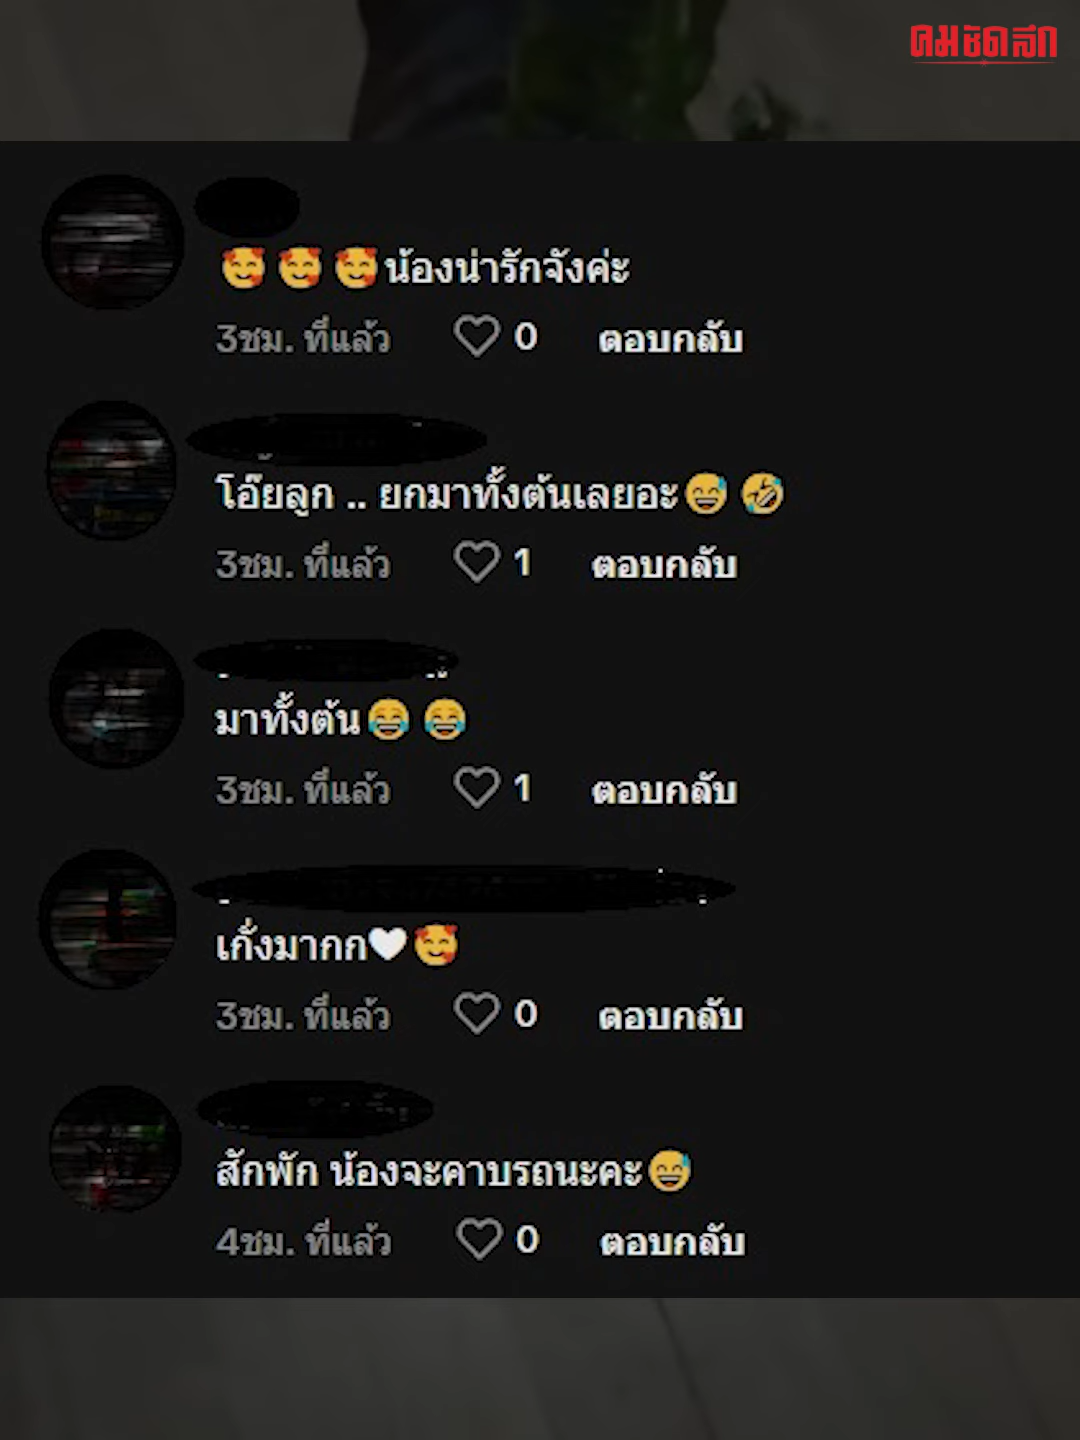 คมชัดลึก
🥰🥰🥰น้องน่ารักจังค่ะ
3ชม. ที่แล้ว 0 ตอบกลับ
โอ๊ยลูก .. ยกมาทั้งต้นเลยอะ😅🤣
3ชม. ที่แล้ว 1 ตอบกลับ
มาทั้งต้น😂😂
3ชม. ที่แล้ว 1 ตอบกลับ
เก่งมากก🤍🥰
3ชม. ที่แล้ว 0 ตอบกลับ
สักพัก น้องจะคาบรถนะคะ😅
4ชม. ที่แล้ว 0 ตอบกลับ